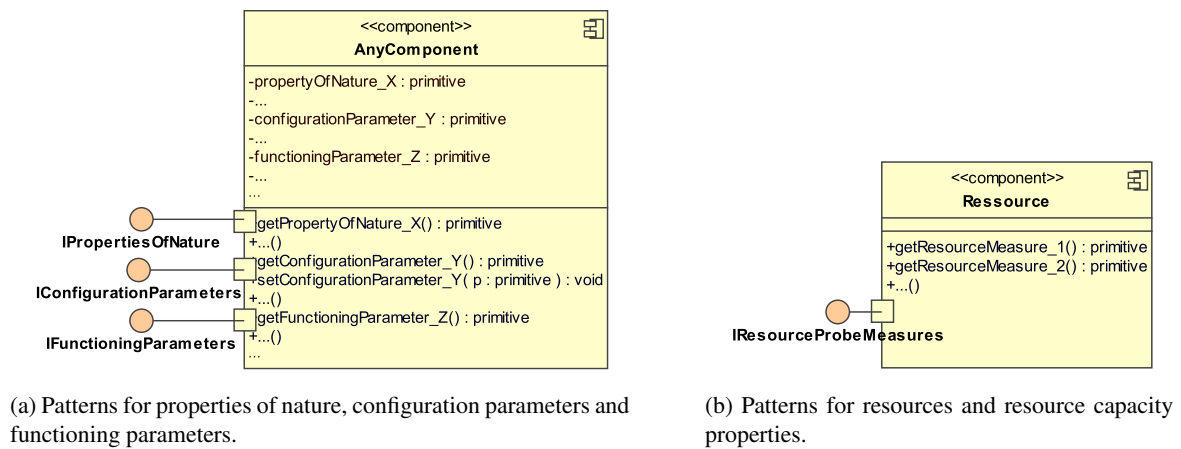 <<component>>
AnyComponent
-propertyOfNature_X : primitive
-...
-configurationParameter_Y : primitive
-...
-functioningParameter_Z : primitive
-...
...
getPropertyOfNature_X() : primitive
+...()
getConfigurationParameter_Y() : primitive
+setConfigurationParameter_Y( p : primitive ) : void
+...()
getFunctioningParameter_Z() : primitive
+...()
...
IPropertiesOfNature
IConfigurationParameters
IFunctioningParameters
(a) Patterns for properties of nature, configuration parameters and
functioning parameters.
<<component>>
Ressource
+getResourceMeasure_1() : primitive
+getResourceMeasure_2() : primitive
+...()
IResourceProbeMeasures
(b) Patterns for resources and resource capacity
properties.